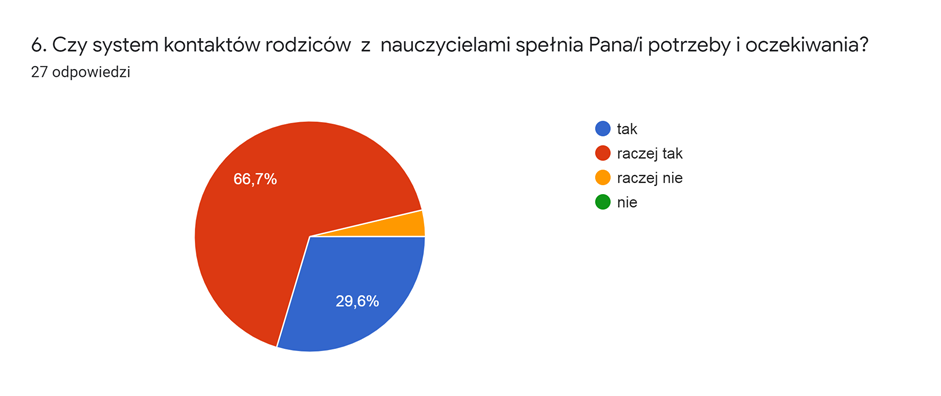 6. Czy system kontaktów rodziców z nauczycielami spełnia Pana/i potrzeby i oczekiwania?
27 odpowiedzi
66,7%
29,6%
tak
raczej tak
raczej nie
nie